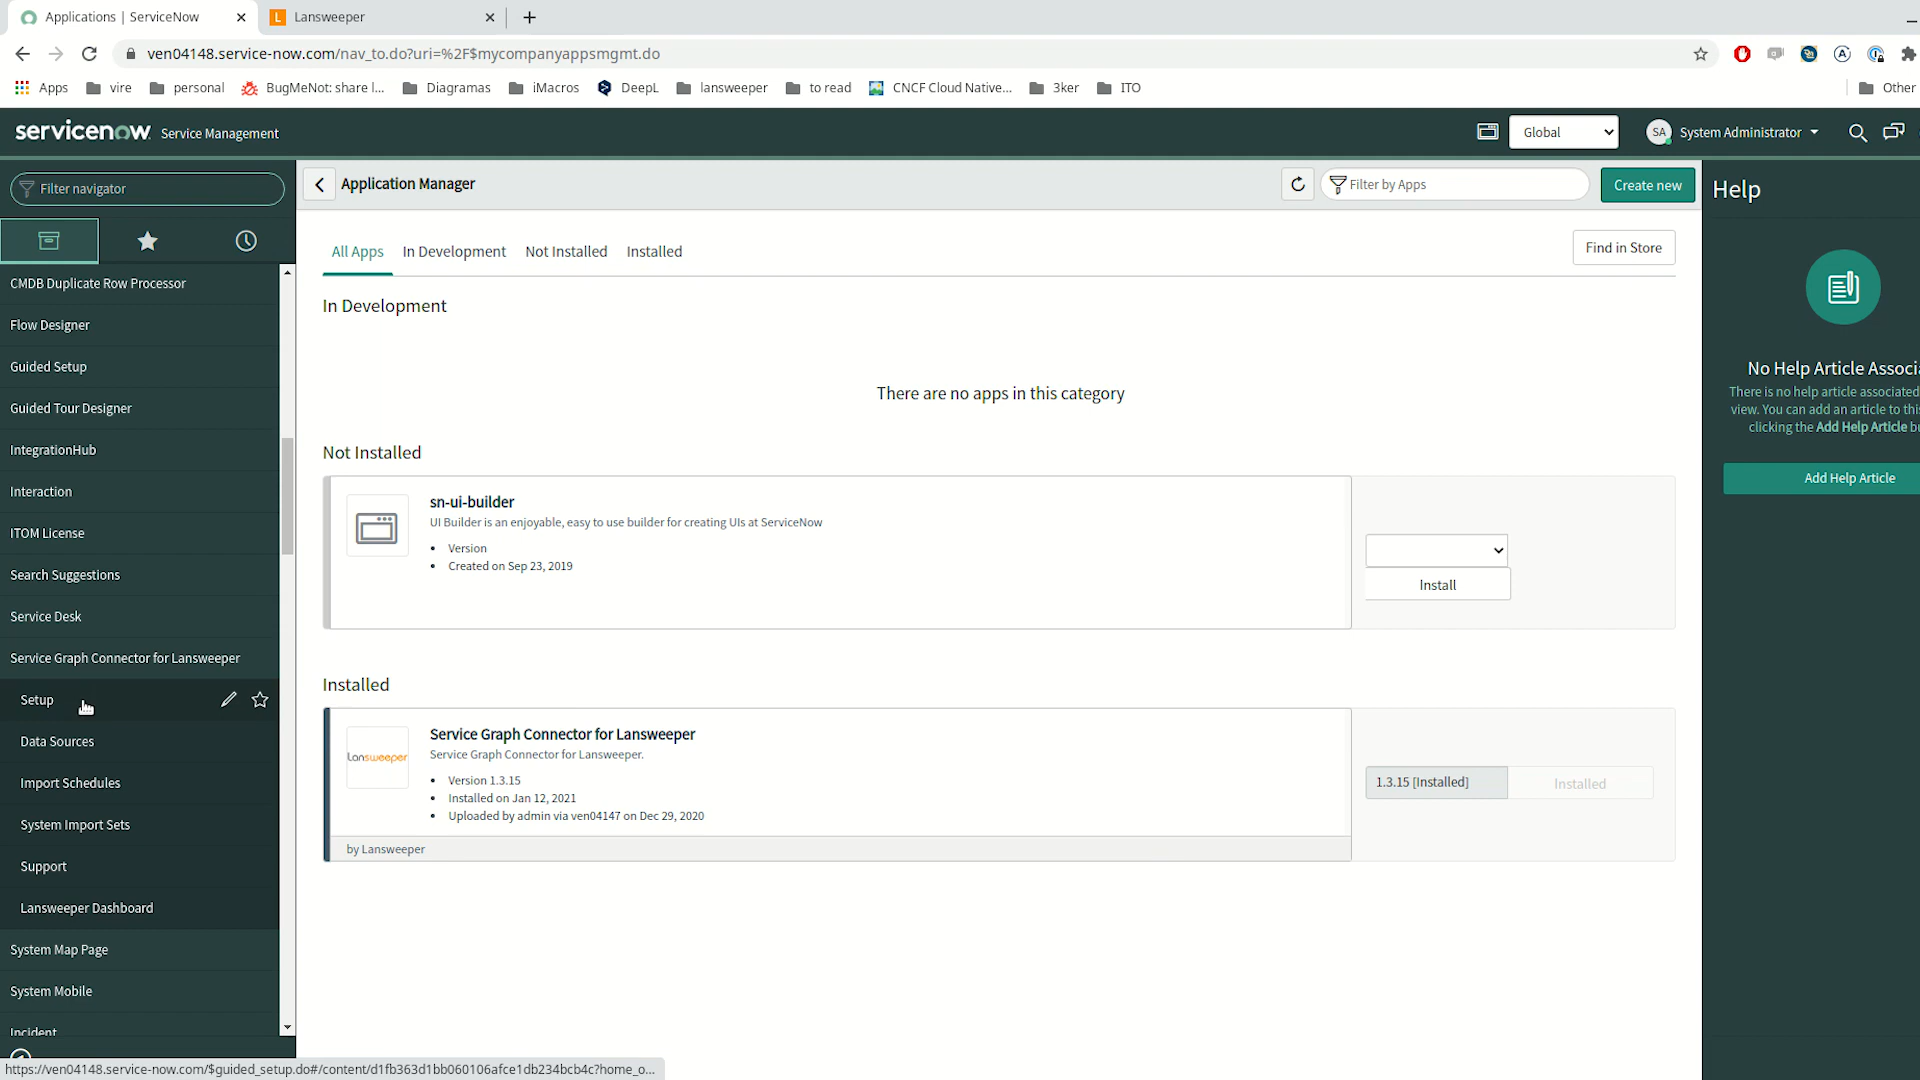 Applications | ServiceNow
Lansweeper
ven04148.service-now.com/nav_to.do?uri=%2F$mycompanyappsmgmt.do
Apps
vire
personal
BugMeNot: share l...
Diagramas
iMacros
DeepL
lansweeper
to read
CNCF Cloud Native...
3ker
ITO
Other
servicenow Service Management
Global
SA System Administrator
Filter navigator
Application Manager
Filter by Apps
Create new
Help
All Apps
In Development
Not Installed
Installed
Find in Store
CMDB Duplicate Row Processor
Flow Designer
Guided Setup
Guided Tour Designer
IntegrationHub
Interaction
ITOM License
Search Suggestions
Service Desk
Service Graph Connector for Lansweeper
Setup
Data Sources
Import Schedules
System Import Sets
Support
Lansweeper Dashboard
System Map Page
System Mobile
Incident
In Development
There are no apps in this category
Not Installed
sn-ui-builder
UI Builder is an enjoyable, easy to use builder for creating UIs at ServiceNow
• Version
• Created on Sep 23, 2019
Install
Installed
Lansweeper
Service Graph Connector for Lansweeper
Service Graph Connector for Lansweeper.
• Version 1.3.15
• Installed on Jan 12, 2021
• Uploaded by admin via ven04147 on Dec 29, 2020
by Lansweeper
1.3.15 [Installed]
Installed
No Help Article Associa
There is no help article associated
view. You can add an article to this
clicking the Add Help Article bu
Add Help Article
https://ven04148.service-now.com/$guided_setup.do#/content/d1fb363d1bb060106afce1db234bcb4c?home_o...